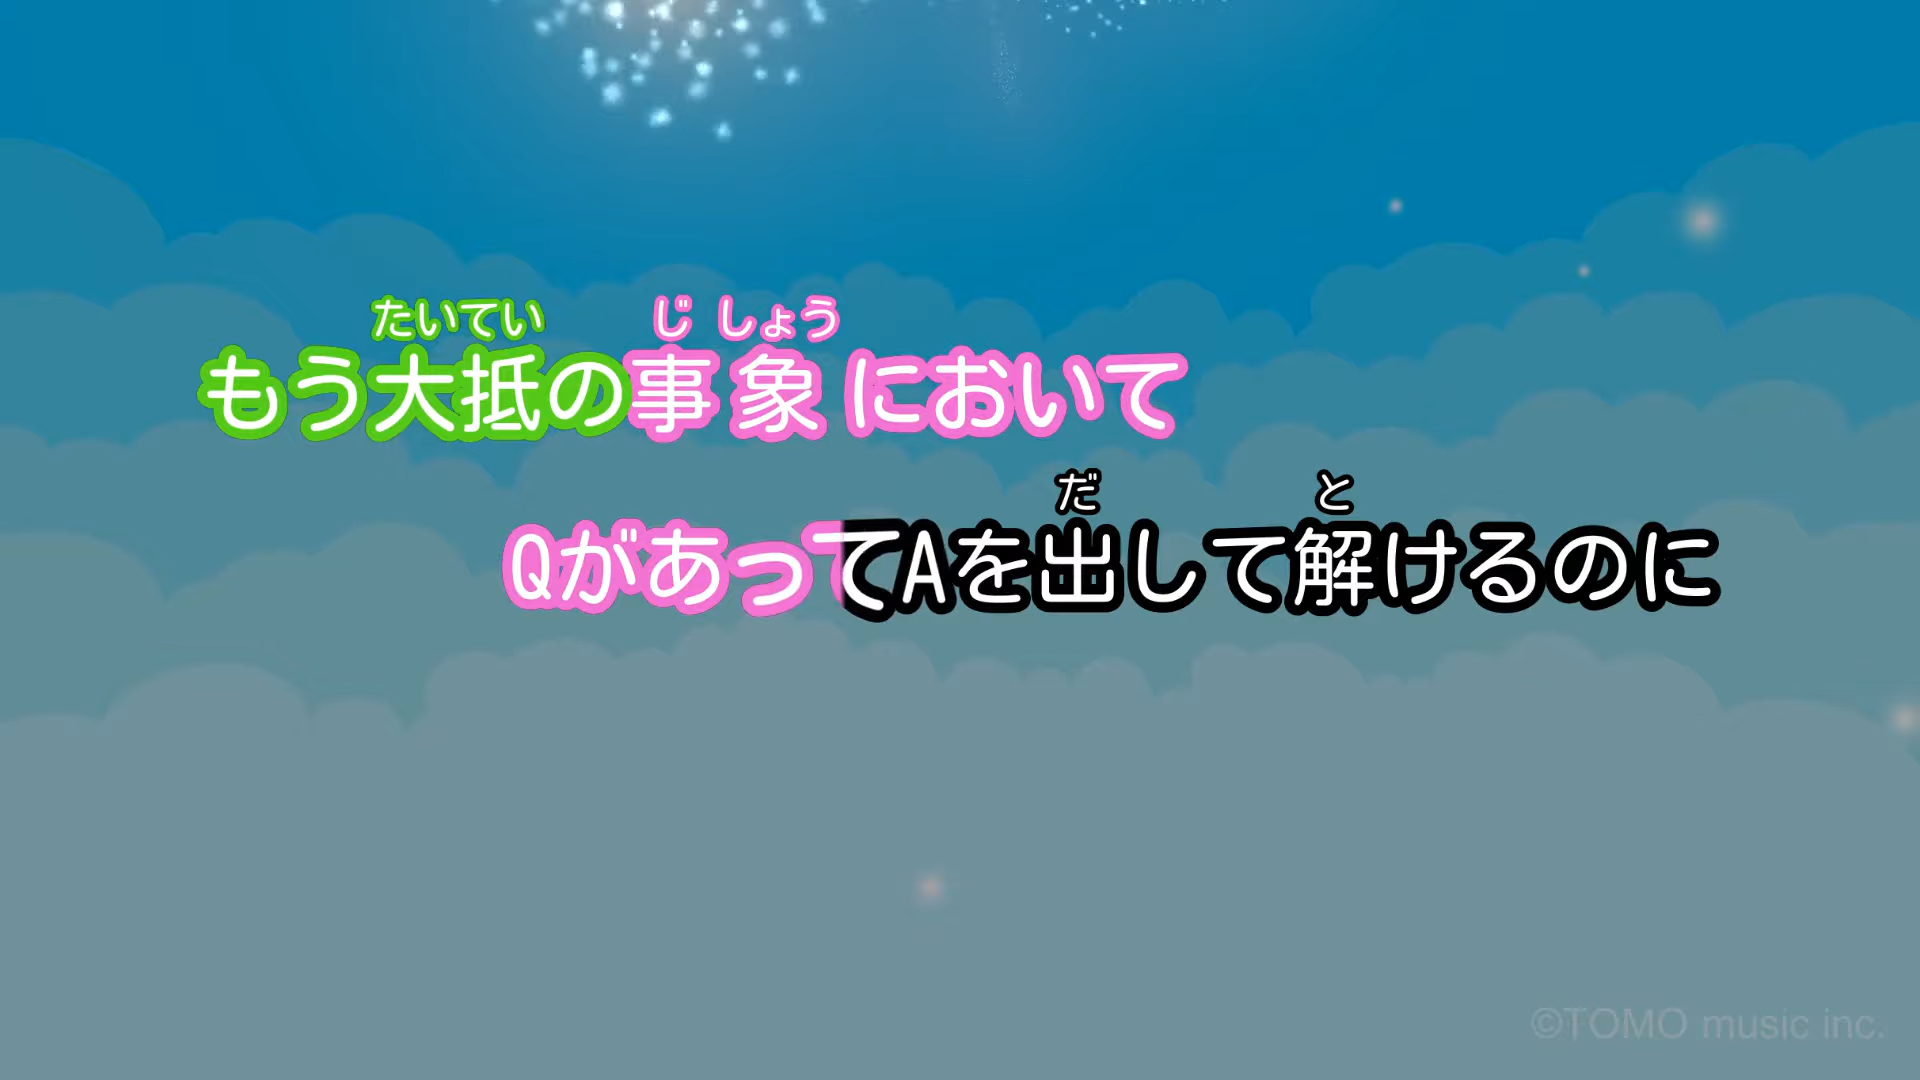 たいてい じ しょう
もう大抵の事象において
だ と
QがあってAを出して解けるのに
©TOMO music inc.